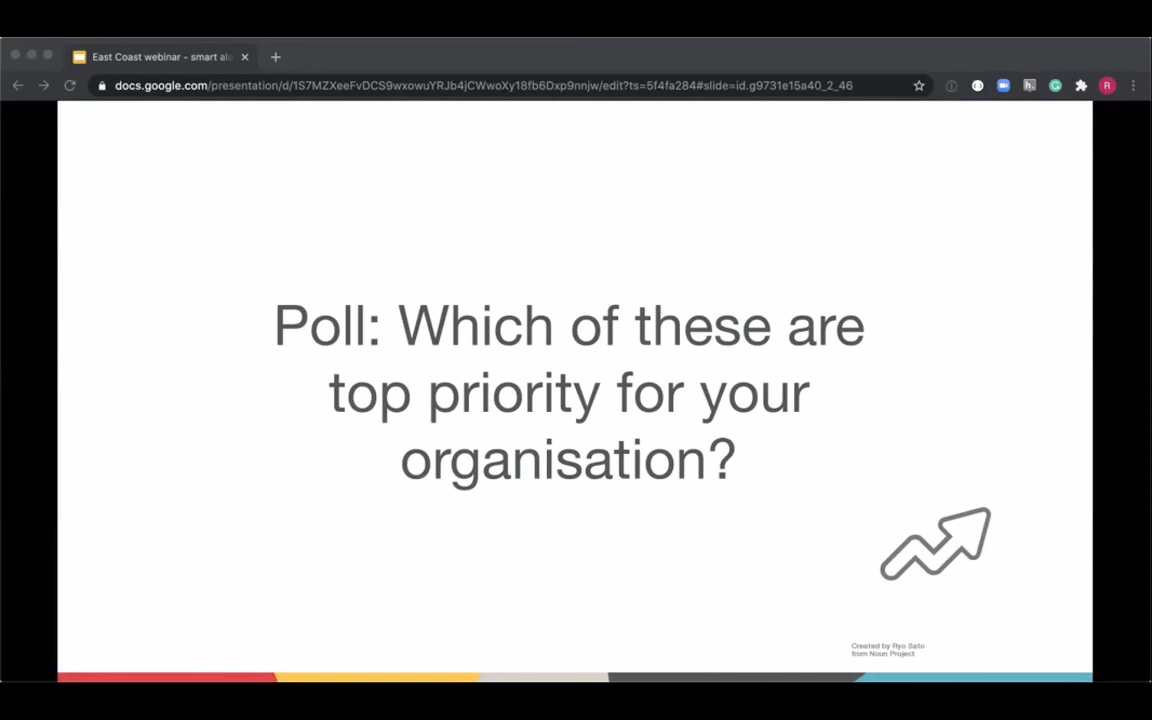 East Coast webinar - smart alo
docs.google.com/presentation/d/1S7MZXeeFvDCS9wxowuYRJb4jCWwoXy18fb6Dxp9nnjw/edit?ts=5f4fa284#slide=id.g9731e15a40_2_46
R
Poll: Which of these are
top priority for your
organisation?
Created by Ryo Sato
from Noun Project